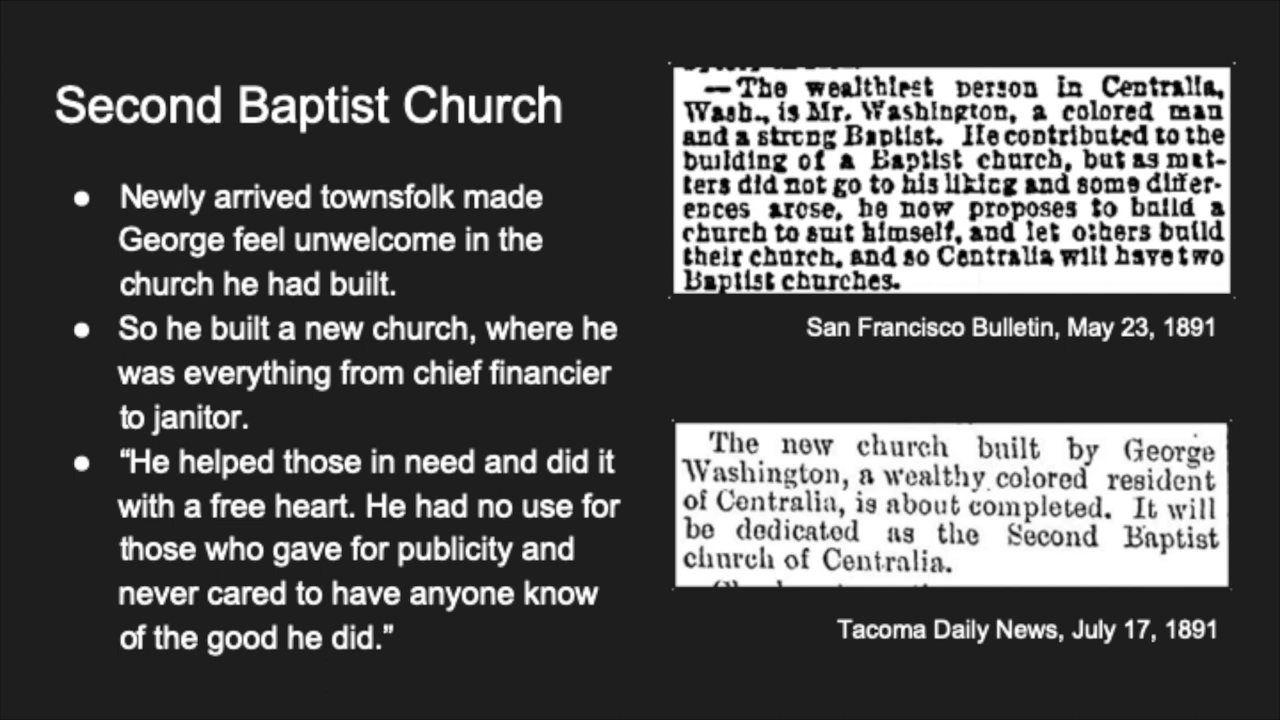 Second Baptist Church
● Newly arrived townsfolk made
George feel unwelcome in the
church he had built.
● So he built a new church, where he
was everything from chief financier
to janitor.
● “He helped those in need and did it
with a free heart. He had no use for
those who gave for publicity and
never cared to have anyone know
of the good he did.”
—The wealthiest person in Centralia,
Wash., is Mr. Washington, a colored man
and a strong Baptist. He contributed to the
building of a Baptist church, but as mat-
ters did not go to his liking and some differ-
ences arose, he now proposes to build a
church to suit himself, and let others build
their church, and so Centralia will have two
Baptist churches.
San Francisco Bulletin, May 23, 1891
The new church built by George
Washington, a wealthy colored resident
of Centralia, is about completed. It will
be dedicated as the Second Baptist
church of Centralia.
Tacoma Daily News, July 17, 1891